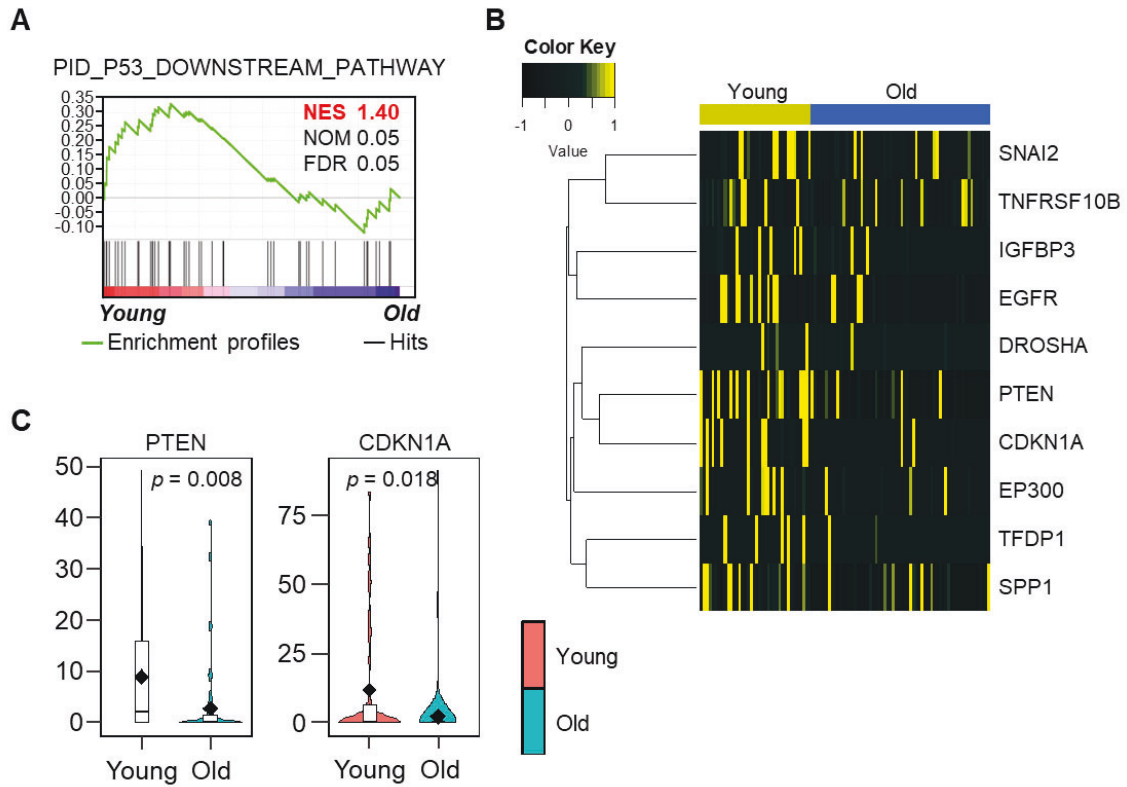 A
PID_P53_DOWNSTREAM_PATHWAY
0.35
0.30
0.25
0.20
0.15
0.10
0.05
0.00
-0.05
-0.10
NES 1.40
NOM 0.05
FDR 0.05
Young Old
Enrichment profiles Hits
B
Color Key
-1 0 1
Value
Young Old
SNAI2
TNFRSF10B
IGFBP3
EGFR
DROSHA
PTEN
CDKN1A
EP300
TFDP1
SPP1
C
PTEN
50
40
30
20
10
0
p = 0.008
Young Old
CDKN1A
75
50
25
0
p = 0.018
Young Old
Young
Old